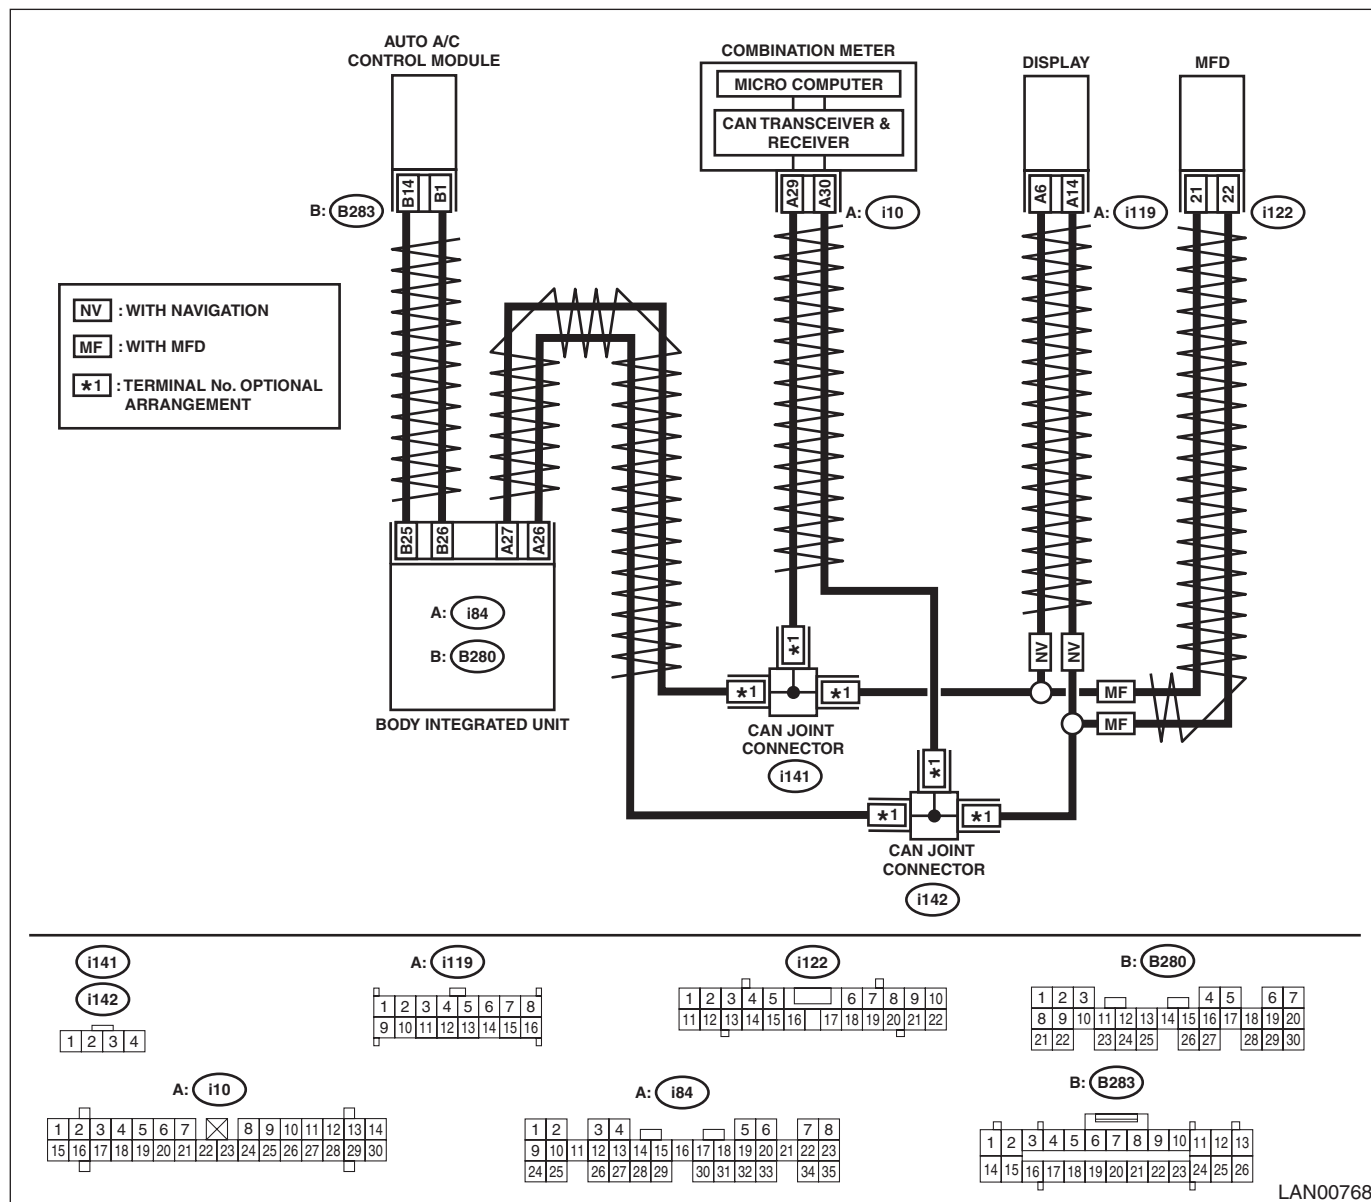 AUTO A/C
CONTROL MODULE
COMBINATION METER
DISPLAY
MFD
MICRO COMPUTER
CAN TRANSCEIVER &
RECEIVER
B14 B1
A29 A30
A6 A14
21 22
B: B283
A: i10
A: i119
i122
NV : WITH NAVIGATION
MF : WITH MFD
*1 : TERMINAL No. OPTIONAL
ARRANGEMENT
B25 B26 A27 A26
A: i84
B: B280
BODY INTEGRATED UNIT
*1
NV NV
*1 *1
MF
MF
CAN JOINT
CONNECTOR
i141
*1
*1 *1
CAN JOINT
CONNECTOR
i142
i141
i142
1 2 3 4
A: i119
1 2 3 4 5 6 7 8
9 10 11 12 13 14 15 16
i122
1 2 3 4 5 6 7 8 9 10
11 12 13 14 15 16 17 18 19 20 21 22
B: B280
1 2 3 4 5 6 7
8 9 10 11 12 13 14 15 16 17 18 19 20
21 22 23 24 25 26 27 28 29 30
A: i10
1 2 3 4 5 6 7 8 9 10 11 12 13 14
15 16 17 18 19 20 21 22 23 24 25 26 27 28 29 30
A: i84
1 2 3 4 5 6 7 8
9 10 11 12 13 14 15 16 17 18 19 20 21 22 23
24 25 26 27 28 29 30 31 32 33 34 35
B: B283
1 2 3 4 5 6 7 8 9 10 11 12 13
14 15 16 17 18 19 20 21 22 23 24 25 26
LAN00768